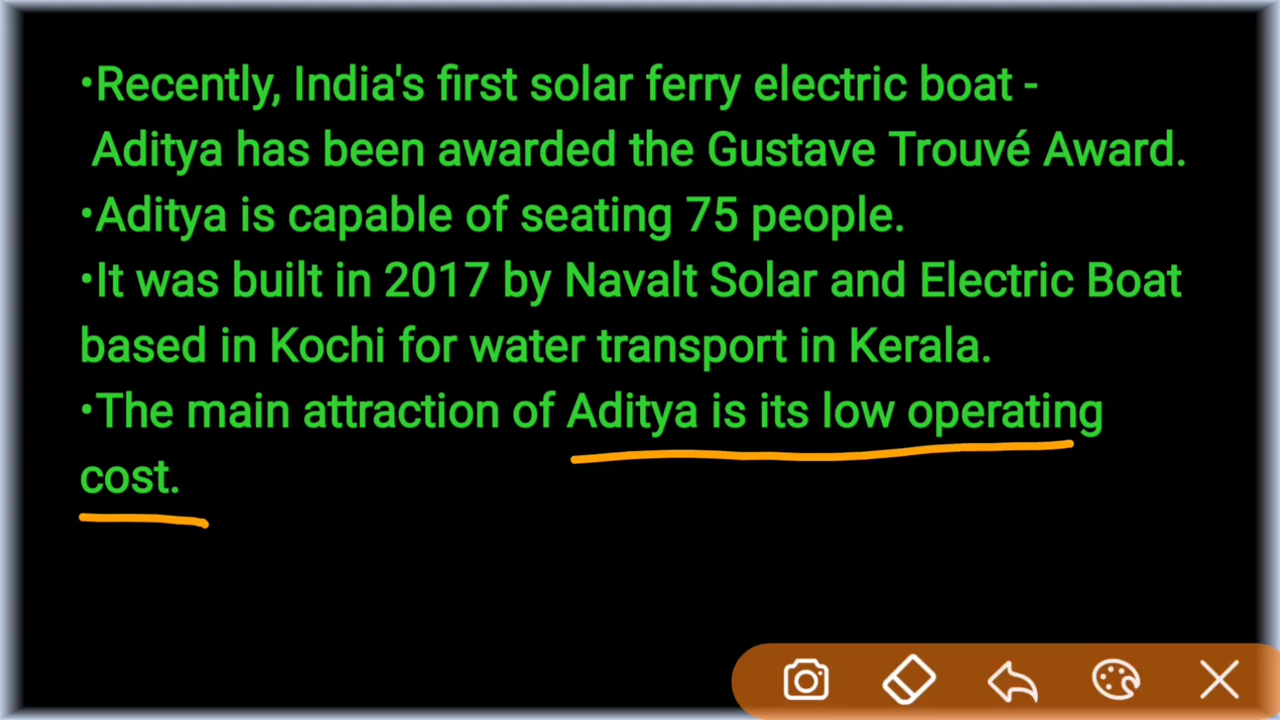 •Recently, India's first solar ferry electric boat -
Aditya has been awarded the Gustave Trouvé Award.
•Aditya is capable of seating 75 people.
•It was built in 2017 by Navalt Solar and Electric Boat
based in Kochi for water transport in Kerala.
•The main attraction of Aditya is its low operating
cost.